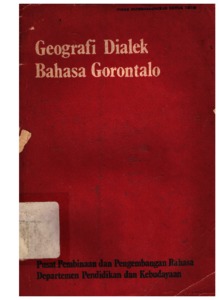 Geografi Dialek
Bahasa Gorontalo
Pusat Pembinaan dan Pengembangan Bahasa
Departemen Pendidikan dan Kebudayaan